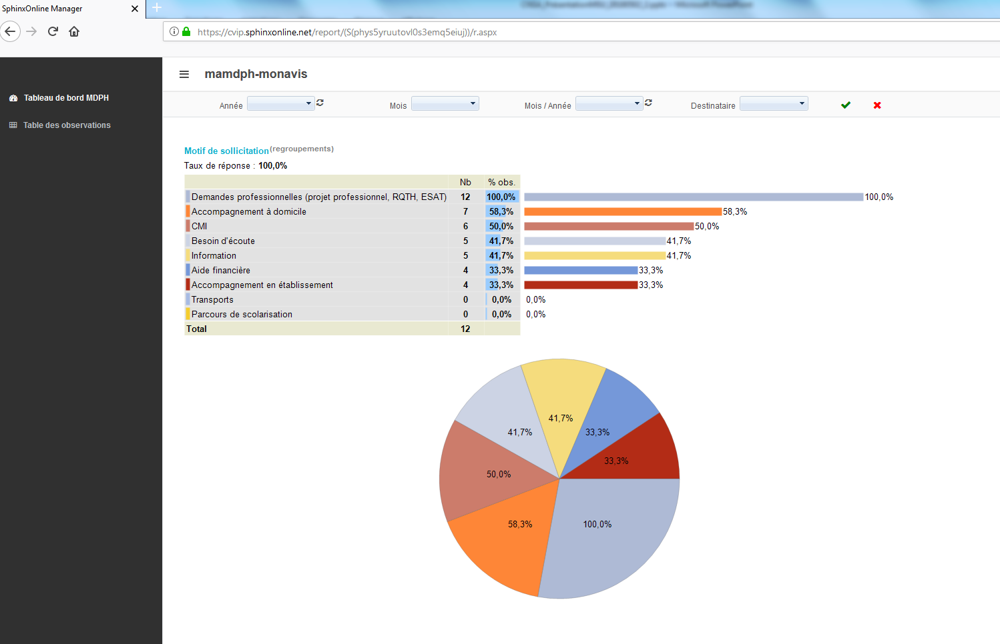 SphinxOnline Manager
https://cvip.sphinxonline.net/report/(S(phys5yruutovl0s3emq5eiuj))/r.aspx
mamdph-monavis
Tableau de bord MDPH
Table des observations
Année Mois Mois / Année Destinataire
Motif de sollicitation (regroupements)
Taux de réponse : 100,0%
Nb % obs.
Demandes professionnelles (projet professionnel, RQTH, ESAT) 12 100,0% 100,0%
Accompagnement à domicile 7 58,3% 58,3%
CMI 6 50,0% 50,0%
Besoin d'écoute 5 41,7% 41,7%
Information 5 41,7% 41,7%
Aide financière 4 33,3% 33,3%
Accompagnement en établissement 4 33,3% 33,3%
Transports 0 0,0% 0,0%
Parcours de scolarisation 0 0,0% 0,0%
Total 12
41,7%
41,7%
33,3%
33,3%
50,0%
58,3%
100,0%